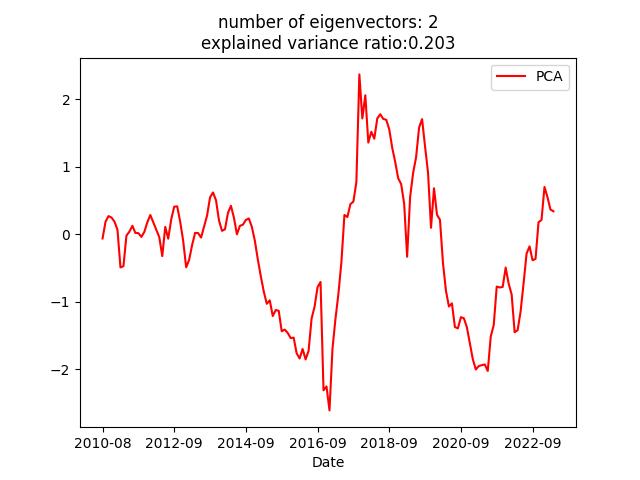 number of eigenvectors: 2
explained variance ratio:0.203
PCA
2
1
0
−1
−2
2010-08 2012-09 2014-09 2016-09 2018-09 2020-09 2022-09
Date